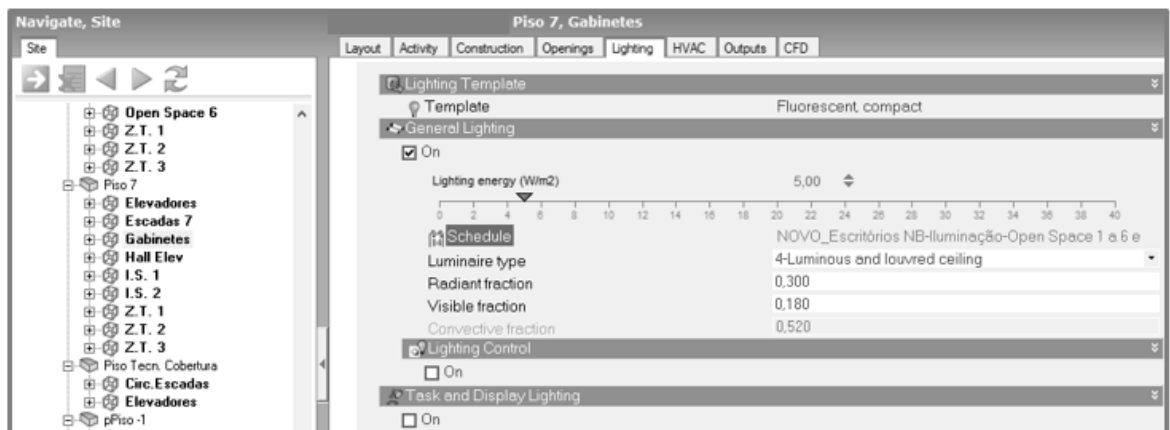 Navigate, Site
Piso 7, Gabinetes
Site
Layout Activity Construction Openings Lighting HVAC Outputs CFD
Open Space 6
Z.T. 1
Z.T. 2
Z.T. 3
Piso 7
Elevadores
Escadas 7
Gabinetes
Hall Elev
I.S. 1
I.S. 2
Z.T. 1
Z.T. 2
Z.T. 3
Piso Tecn. Cobertura
Circ.Escadas
Elevadores
pPiso -1
Lighting Template
Template Fluorescent, compact
General Lighting
On
Lighting energy (W/m2) 5,00
0 2 4 6 8 10 12 14 16 18 20 22 24 26 28 30 32 34 36 38 40
Schedule NOVO_Escritórios NB-Iluminação-Open Space 1 a 6 e
Luminaire type 4-Luminous and louvred ceiling
Radiant fraction 0,300
Visible fraction 0,180
Convective fraction 0,520
Lighting Control
On
Task and Display Lighting
On